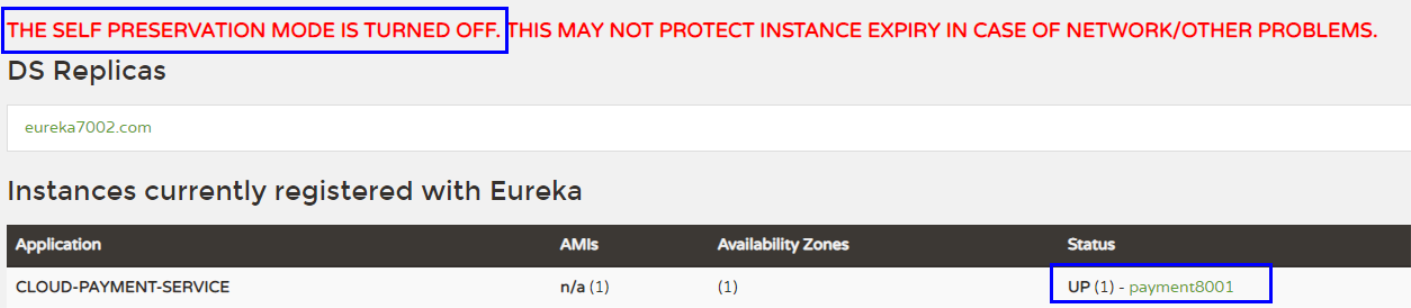 THE SELF PRESERVATION MODE IS TURNED OFF. THIS MAY NOT PROTECT INSTANCE EXPIRY IN CASE OF NETWORK/OTHER PROBLEMS.
DS Replicas
eureka7002.com
Instances currently registered with Eureka
Application AMIs Availability Zones Status
CLOUD-PAYMENT-SERVICE n/a (1) (1) UP (1) - payment8001